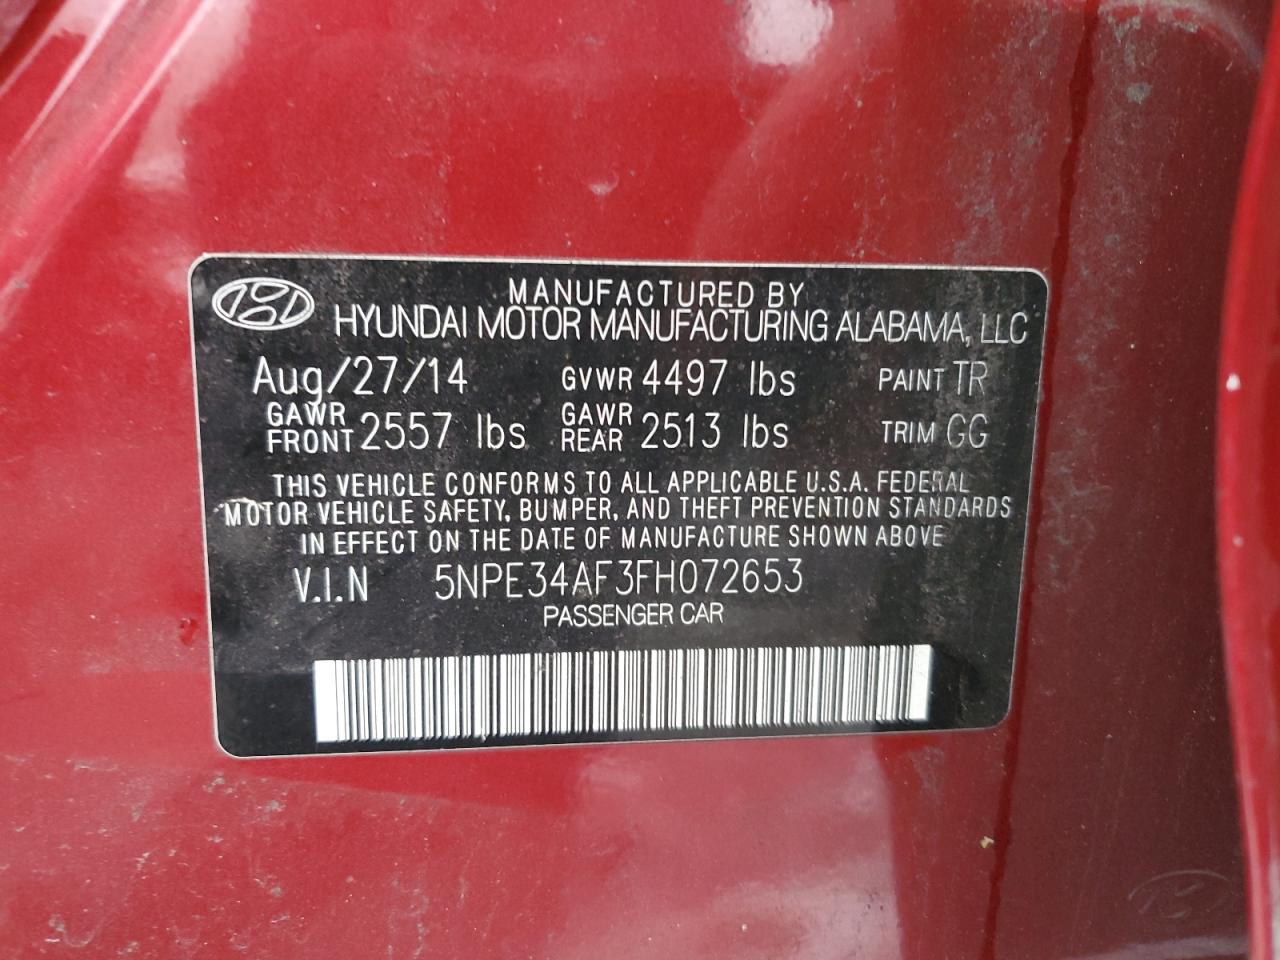 MANUFACTURED BY
HYUNDAI MOTOR MANUFACTURING ALABAMA, LLC
Aug/27/14 GVWR 4497 lbs PAINT TR
GAWR FRONT 2557 lbs GAWR REAR 2513 lbs TRIM GG
THIS VEHICLE CONFORMS TO ALL APPLICABLE U.S.A. FEDERAL
MOTOR VEHICLE SAFETY, BUMPER, AND THEFT PREVENTION STANDARDS
IN EFFECT ON THE DATE OF MANUFACTURE SHOWN ABOVE
V.I.N 5NPE34AF3FH072653
PASSENGER CAR